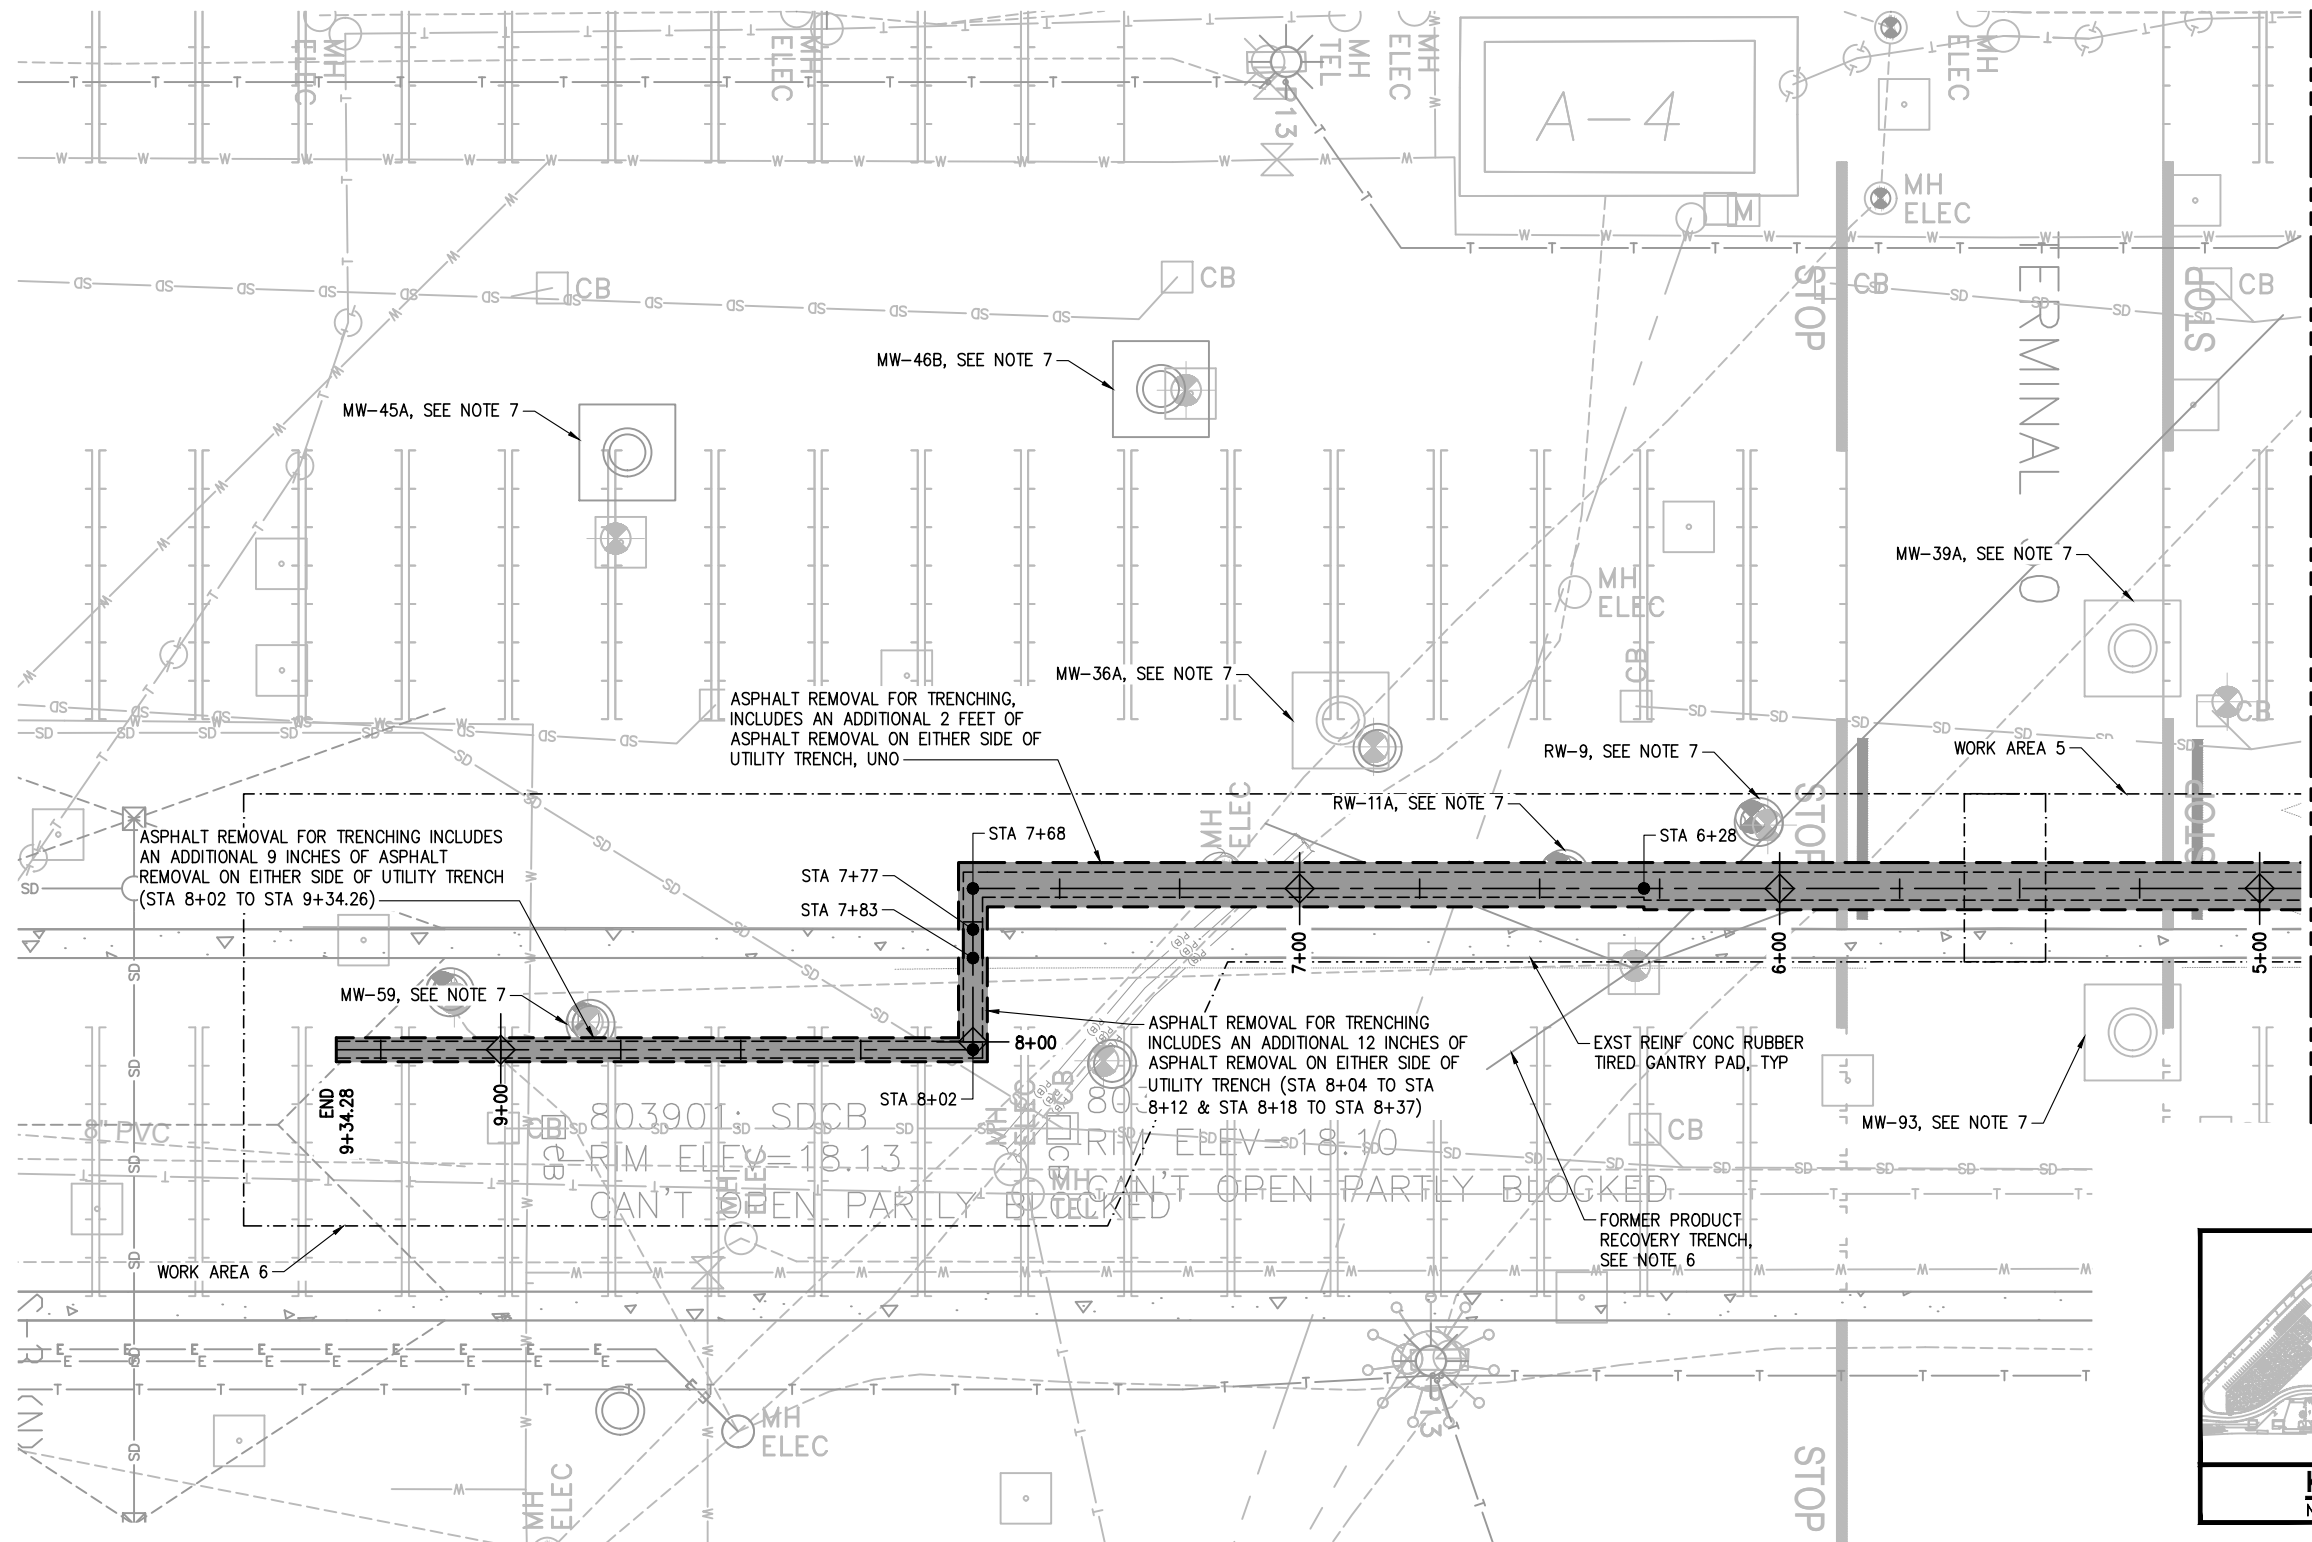 MH
ELEC
MH
ELEC
MH
TEL
MH
ELEC
MH
ELEC
A-4
P13
M
MH
ELEC
TERMINAL
STOP
STOP
CB
CB
CB
CB
MW-46B, SEE NOTE 7
MW-45A, SEE NOTE 7
MW-39A, SEE NOTE 7
MH
ELEC
CB
MW-36A, SEE NOTE 7
ASPHALT REMOVAL FOR TRENCHING,
INCLUDES AN ADDITIONAL 2 FEET OF
ASPHALT REMOVAL ON EITHER SIDE OF
UTILITY TRENCH, UNO
CB
RW-9, SEE NOTE 7
WORK AREA 5
RW-11A, SEE NOTE 7
MH
ELEC
STOP
STOP
STA 7+68
STA 6+28
ASPHALT REMOVAL FOR TRENCHING INCLUDES
AN ADDITIONAL 9 INCHES OF ASPHALT
REMOVAL ON EITHER SIDE OF UTILITY TRENCH
(STA 8+02 TO STA 9+34.26)
STA 7+77
STA 7+83
7+00
6+00
5+00
MW-59, SEE NOTE 7
8+00
ASPHALT REMOVAL FOR TRENCHING
INCLUDES AN ADDITIONAL 12 INCHES OF
ASPHALT REMOVAL ON EITHER SIDE OF
UTILITY TRENCH (STA 8+04 TO STA
8+12 & STA 8+18 TO STA 8+37)
EXST REINF CONC RUBBER
TIRED GANTRY PAD, TYP
END
9+34.28
9+00
STA 8+02
MW-93, SEE NOTE 7
8" PVC
CB
CB
803901: SDCB
RIM ELEV=18.13
CAN'T OPEN PARTLY BLOCKED
RIM ELEV=18.10
CAN'T OPEN PARTLY BLOCKED
CB
MH
ELEC
MH
ELEC
MH
TEL
FORMER PRODUCT
RECOVERY TRENCH,
SEE NOTE 6
WORK AREA 6
P13
MH
ELEC
MH
ELEC
STOP